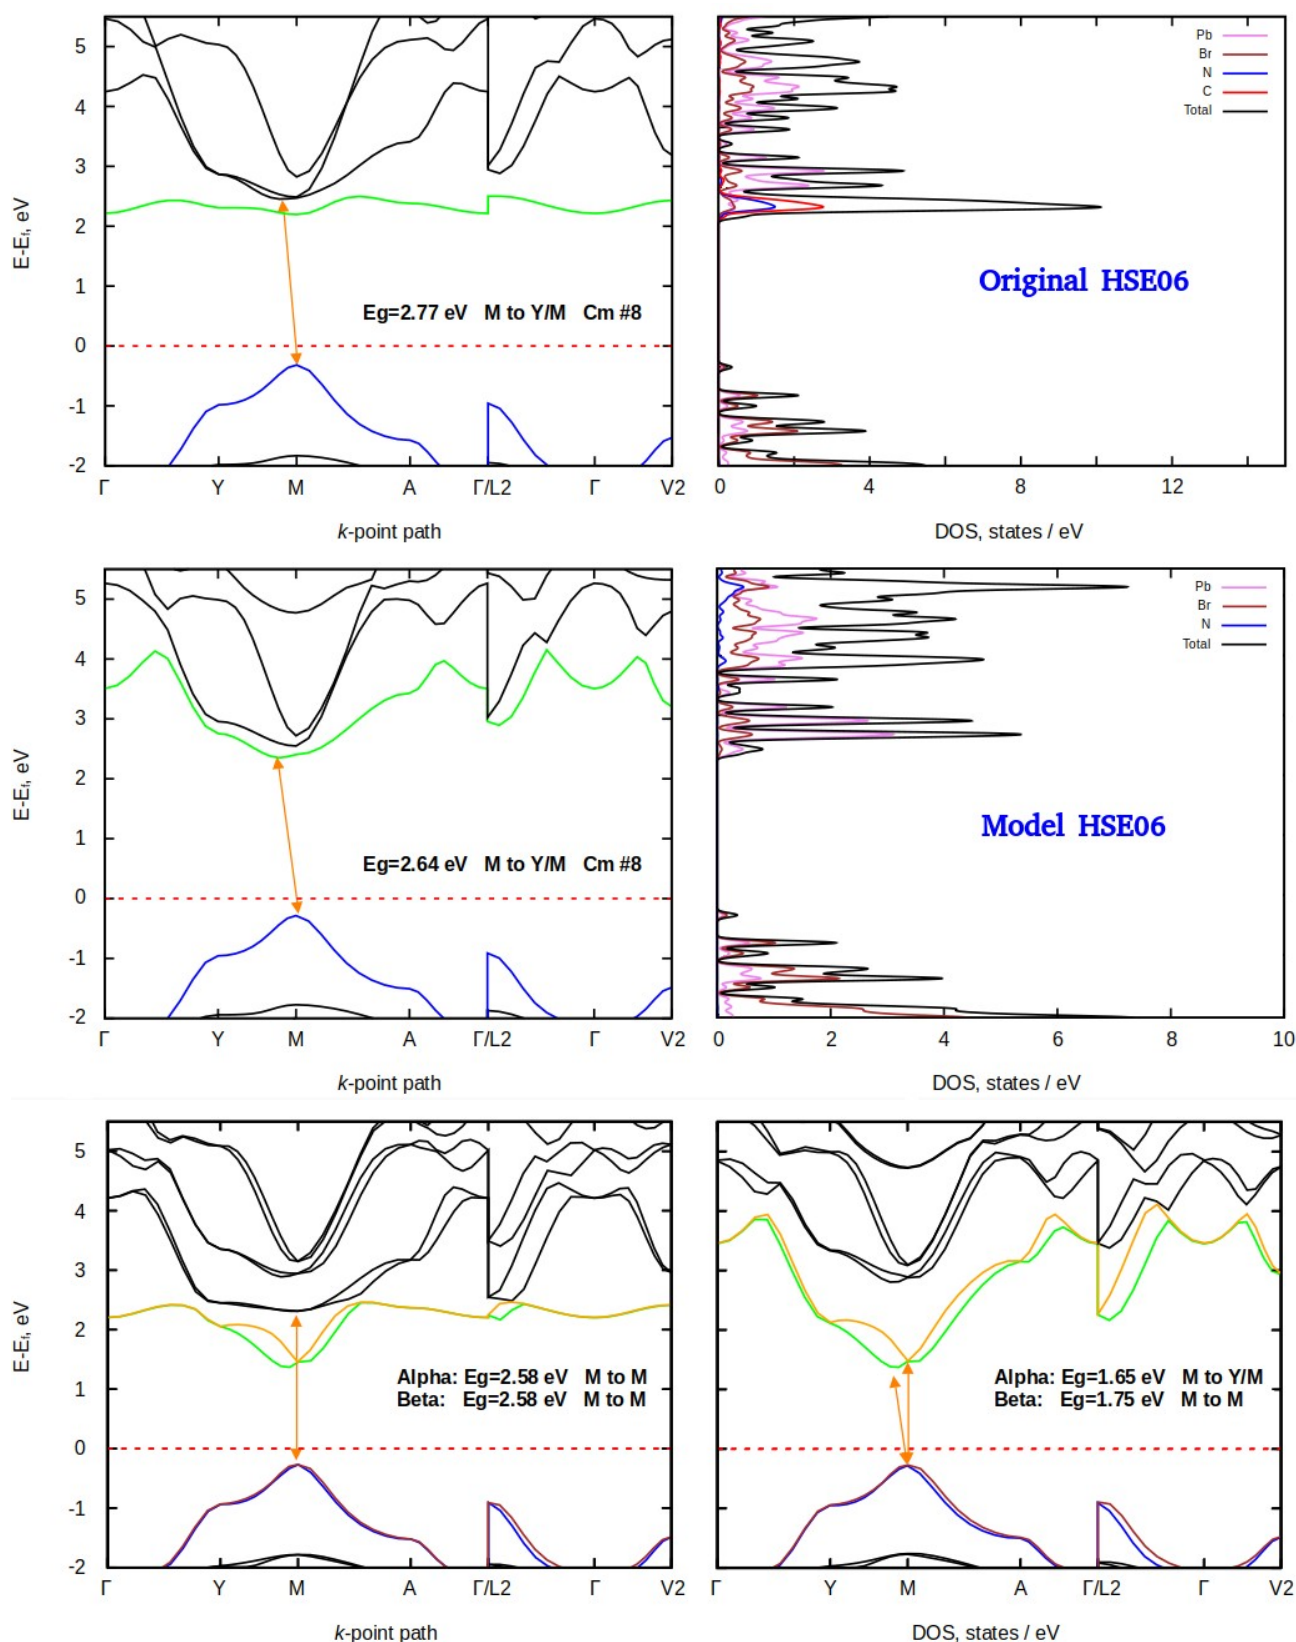 5
4
3
2
1
0
-1
-2
E-Ef, eV
Eg=2.77 eV M to Y/M Cm #8
Γ Y M A Γ/L2 Γ V2
k-point path
Pb
Br
N
C
Total
Original HSE06
0 4 8 12
DOS, states / eV
5
4
3
2
1
0
-1
-2
E-Ef, eV
Eg=2.64 eV M to Y/M Cm #8
Γ Y M A Γ/L2 Γ V2
k-point path
Pb
Br
N
Total
Model HSE06
0 2 4 6 8 10
DOS, states / eV
5
4
3
2
1
0
-1
-2
E-Ef, eV
Alpha: Eg=2.58 eV M to M
Beta: Eg=2.58 eV M to M
Γ Y M A Γ/L2 Γ V2
k-point path
Alpha: Eg=1.65 eV M to Y/M
Beta: Eg=1.75 eV M to M
Γ Y M A Γ/L2 Γ V2
DOS, states / eV